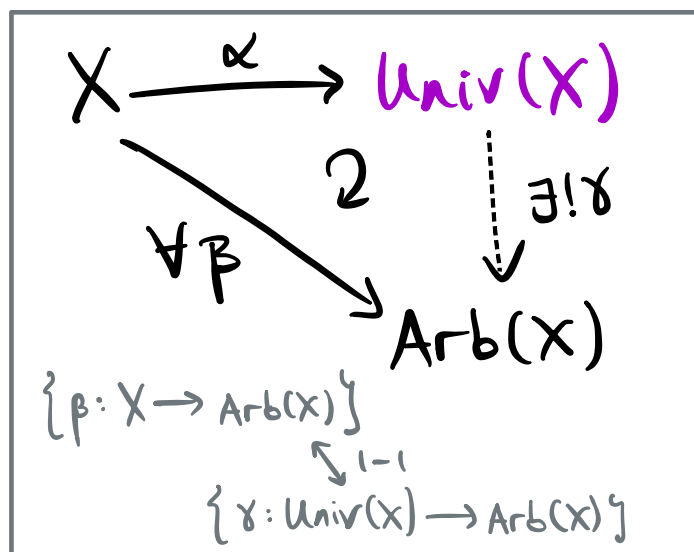 α
X → Univ(X)
∀β
∃!γ
Arb(X)
{β: X → Arb(X)}
↕ 1-1
{γ: Univ(X) → Arb(X)}